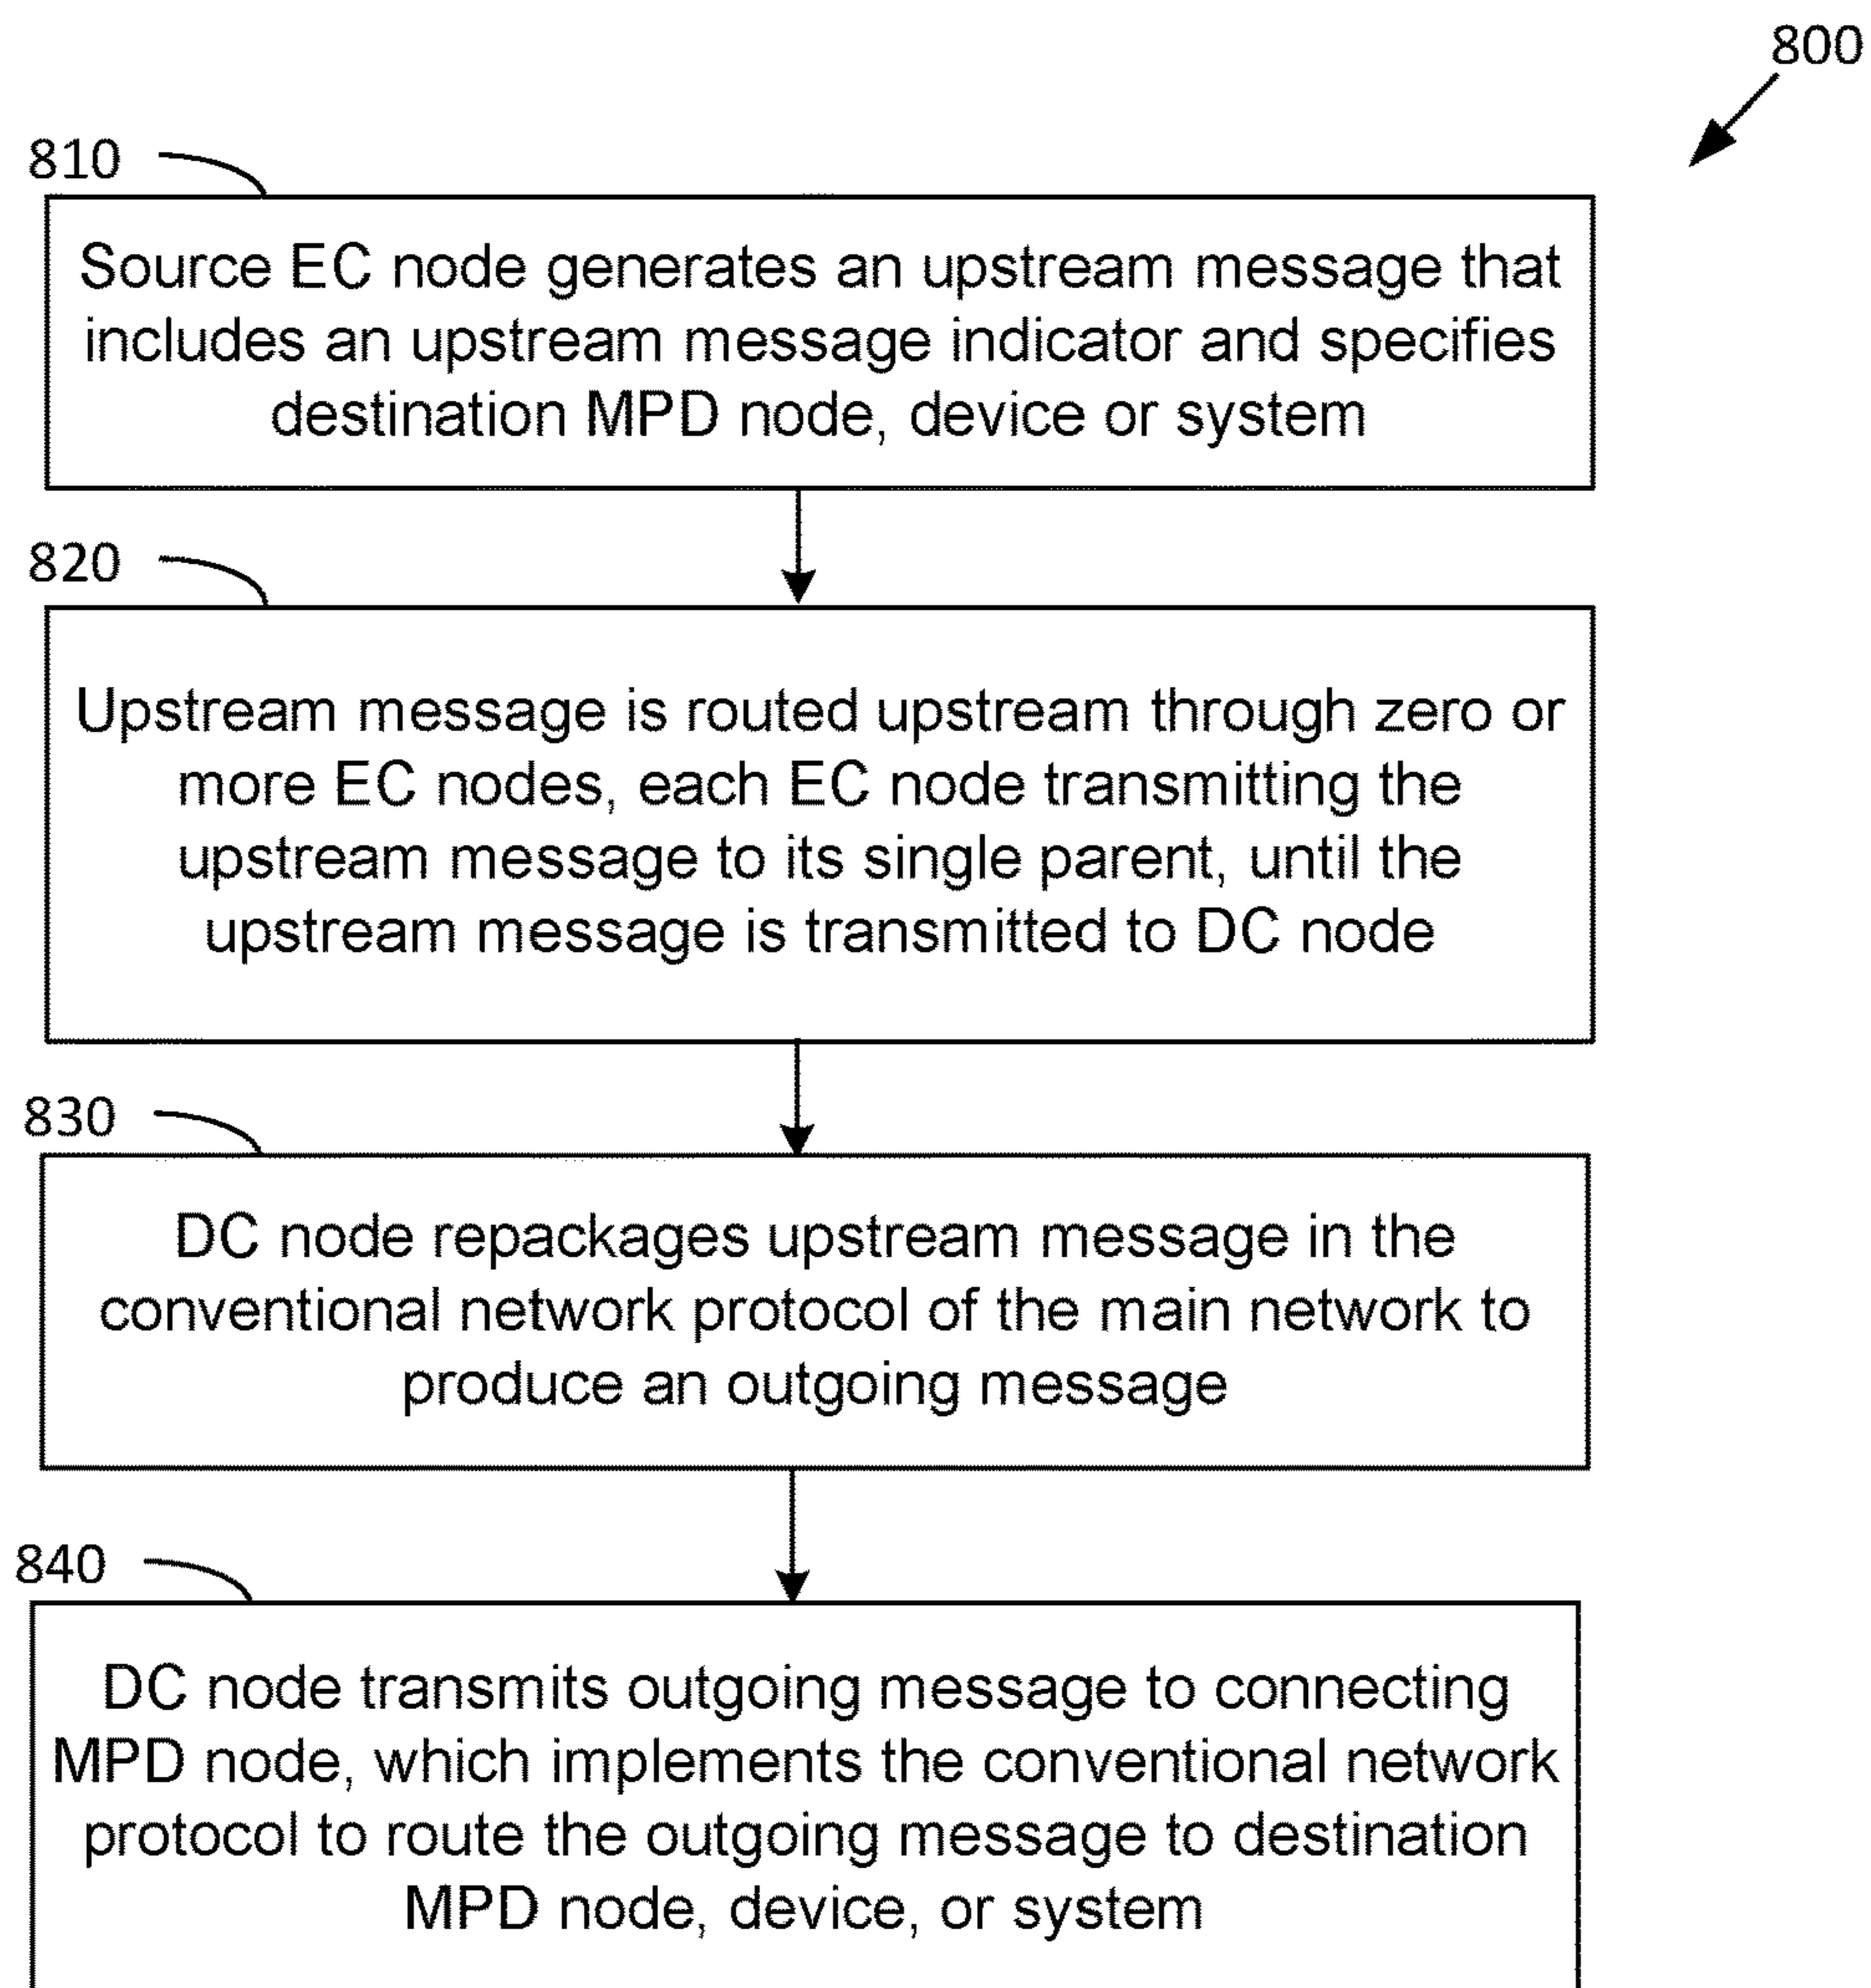 800
810
Source EC node generates an upstream message that
includes an upstream message indicator and specifies
destination MPD node, device or system
820
Upstream message is routed upstream through zero or
more EC nodes, each EC node transmitting the
upstream message to its single parent, until the
upstream message is transmitted to DC node
830
DC node repackages upstream message in the
conventional network protocol of the main network to
produce an outgoing message
840
DC node transmits outgoing message to connecting
MPD node, which implements the conventional network
protocol to route the outgoing message to destination
MPD node, device, or system